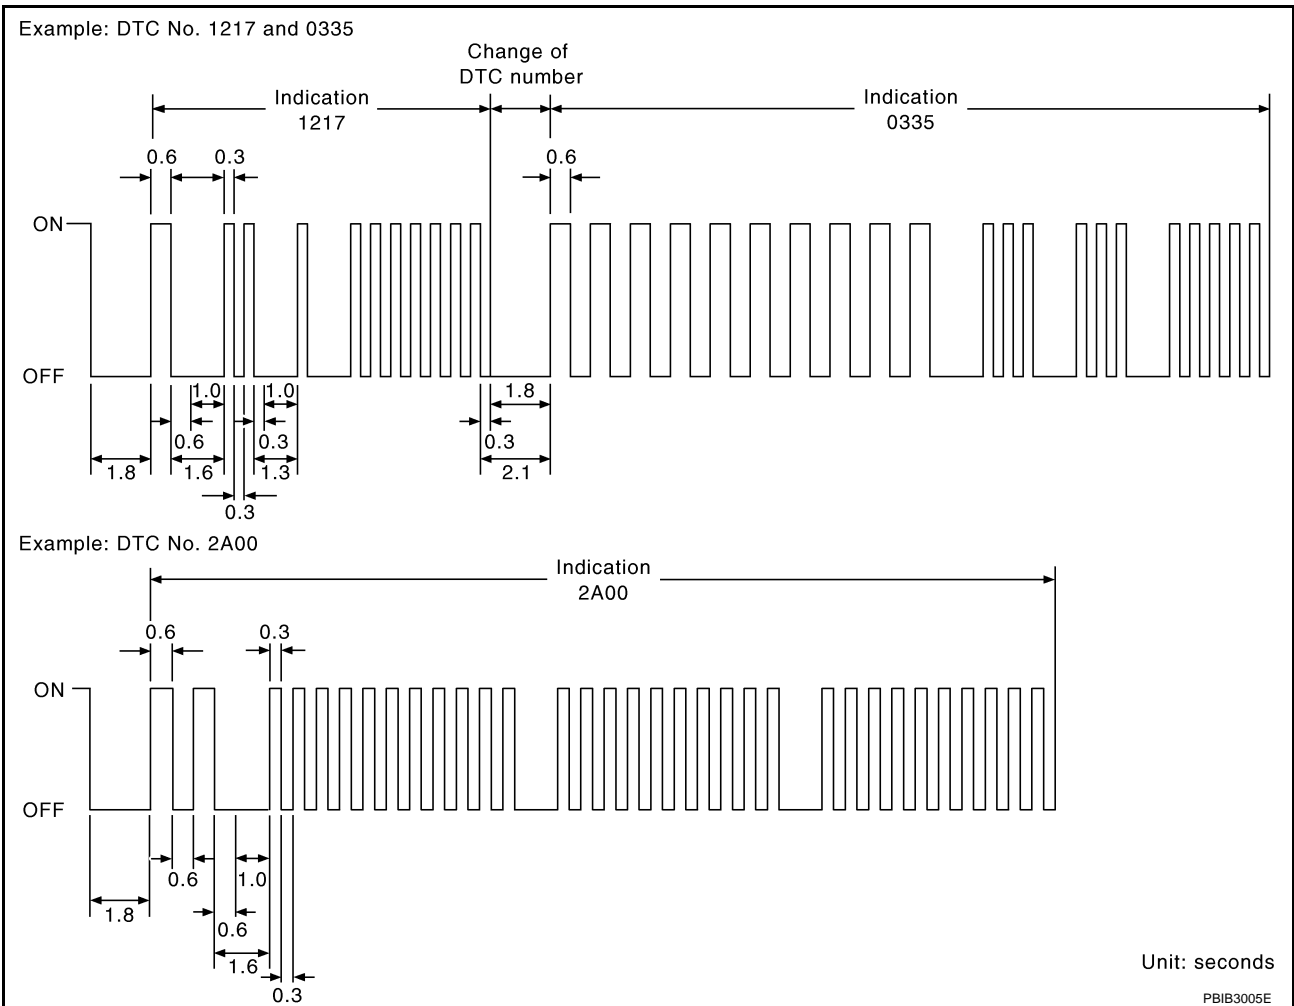 Example: DTC No. 1217 and 0335
Change of
DTC number
Indication
1217
Indication
0335
0.6
0.3
0.6
ON
OFF
1.0
1.0
1.8
0.6
0.3
0.3
1.8
1.6
1.3
2.1
0.3
Example: DTC No. 2A00
Indication
2A00
0.6
0.3
ON
OFF
0.6
1.0
1.8
0.6
1.6
0.3
Unit: seconds
PBIB3005E